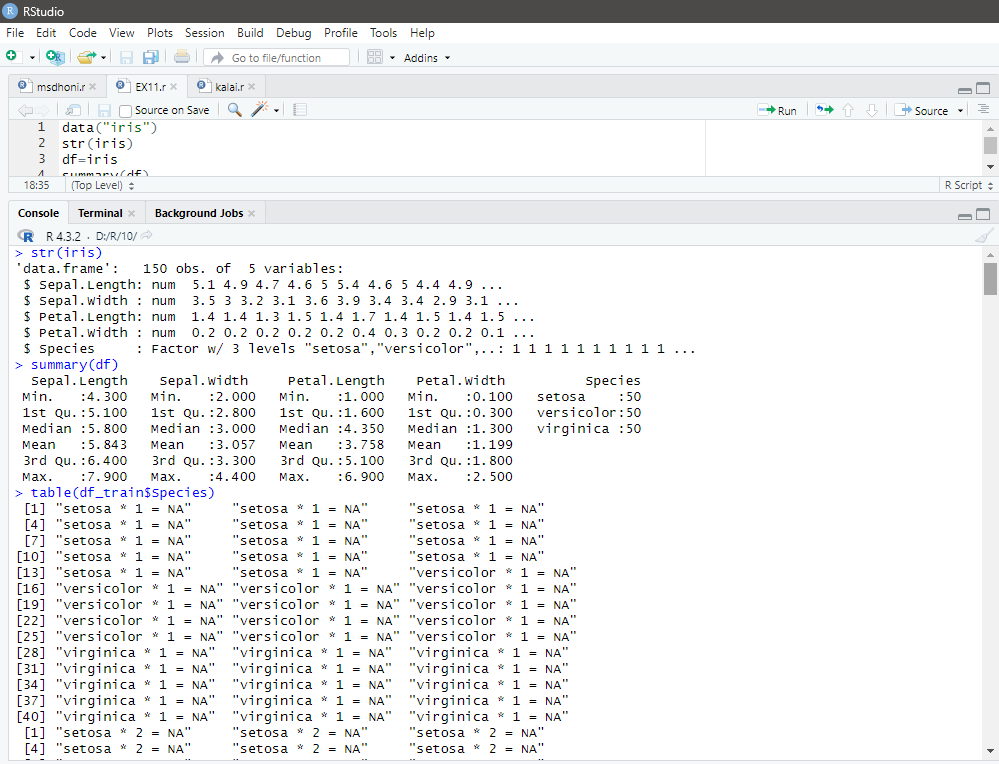 RStudio
File Edit Code View Plots Session Build Debug Profile Tools Help
Go to file/function Addins
msdhoni.r EX11.r kalai.r
Source on Save Run Source
1 data("iris")
2 str(iris)
3 df=iris
4 summary(df)
18:35 (Top Level) R Script
Console Terminal Background Jobs
R 4.3.2 · D:/R/10/
> str(iris)
'data.frame':   150 obs. of  5 variables:
 $ Sepal.Length: num  5.1 4.9 4.7 4.6 5 5.4 4.6 5 4.4 4.9 ...
 $ Sepal.Width : num  3.5 3 3.2 3.1 3.6 3.9 3.4 3.4 2.9 3.1 ...
 $ Petal.Length: num  1.4 1.4 1.3 1.5 1.4 1.7 1.4 1.5 1.4 1.5 ...
 $ Petal.Width : num  0.2 0.2 0.2 0.2 0.2 0.4 0.3 0.2 0.2 0.1 ...
 $ Species     : Factor w/ 3 levels "setosa","versicolor",..: 1 1 1 1 1 1 1 1 1 1 ...
> summary(df)
  Sepal.Length    Sepal.Width     Petal.Length    Petal.Width          Species
 Min.   :4.300   Min.   :2.000   Min.   :1.000   Min.   :0.100   setosa    :50
 1st Qu.:5.100   1st Qu.:2.800   1st Qu.:1.600   1st Qu.:0.300   versicolor:50
 Median :5.800   Median :3.000   Median :4.350   Median :1.300   virginica :50
 Mean   :5.843   Mean   :3.057   Mean   :3.758   Mean   :1.199
 3rd Qu.:6.400   3rd Qu.:3.300   3rd Qu.:5.100   3rd Qu.:1.800
 Max.   :7.900   Max.   :4.400   Max.   :6.900   Max.   :2.500
> table(df_train$Species)
 [1] "setosa * 1 = NA"     "setosa * 1 = NA"     "setosa * 1 = NA"
 [4] "setosa * 1 = NA"     "setosa * 1 = NA"     "setosa * 1 = NA"
 [7] "setosa * 1 = NA"     "setosa * 1 = NA"     "setosa * 1 = NA"
[10] "setosa * 1 = NA"     "setosa * 1 = NA"     "setosa * 1 = NA"
[13] "setosa * 1 = NA"     "setosa * 1 = NA"     "versicolor * 1 = NA"
[16] "versicolor * 1 = NA" "versicolor * 1 = NA" "versicolor * 1 = NA"
[19] "versicolor * 1 = NA" "versicolor * 1 = NA" "versicolor * 1 = NA"
[22] "versicolor * 1 = NA" "versicolor * 1 = NA" "versicolor * 1 = NA"
[25] "versicolor * 1 = NA" "versicolor * 1 = NA" "versicolor * 1 = NA"
[28] "virginica * 1 = NA"  "virginica * 1 = NA"  "virginica * 1 = NA"
[31] "virginica * 1 = NA"  "virginica * 1 = NA"  "virginica * 1 = NA"
[34] "virginica * 1 = NA"  "virginica * 1 = NA"  "virginica * 1 = NA"
[37] "virginica * 1 = NA"  "virginica * 1 = NA"  "virginica * 1 = NA"
[40] "virginica * 1 = NA"  "virginica * 1 = NA"  "virginica * 1 = NA"
 [1] "setosa * 2 = NA"     "setosa * 2 = NA"     "setosa * 2 = NA"
 [4] "setosa * 2 = NA"     "setosa * 2 = NA"     "setosa * 2 = NA"